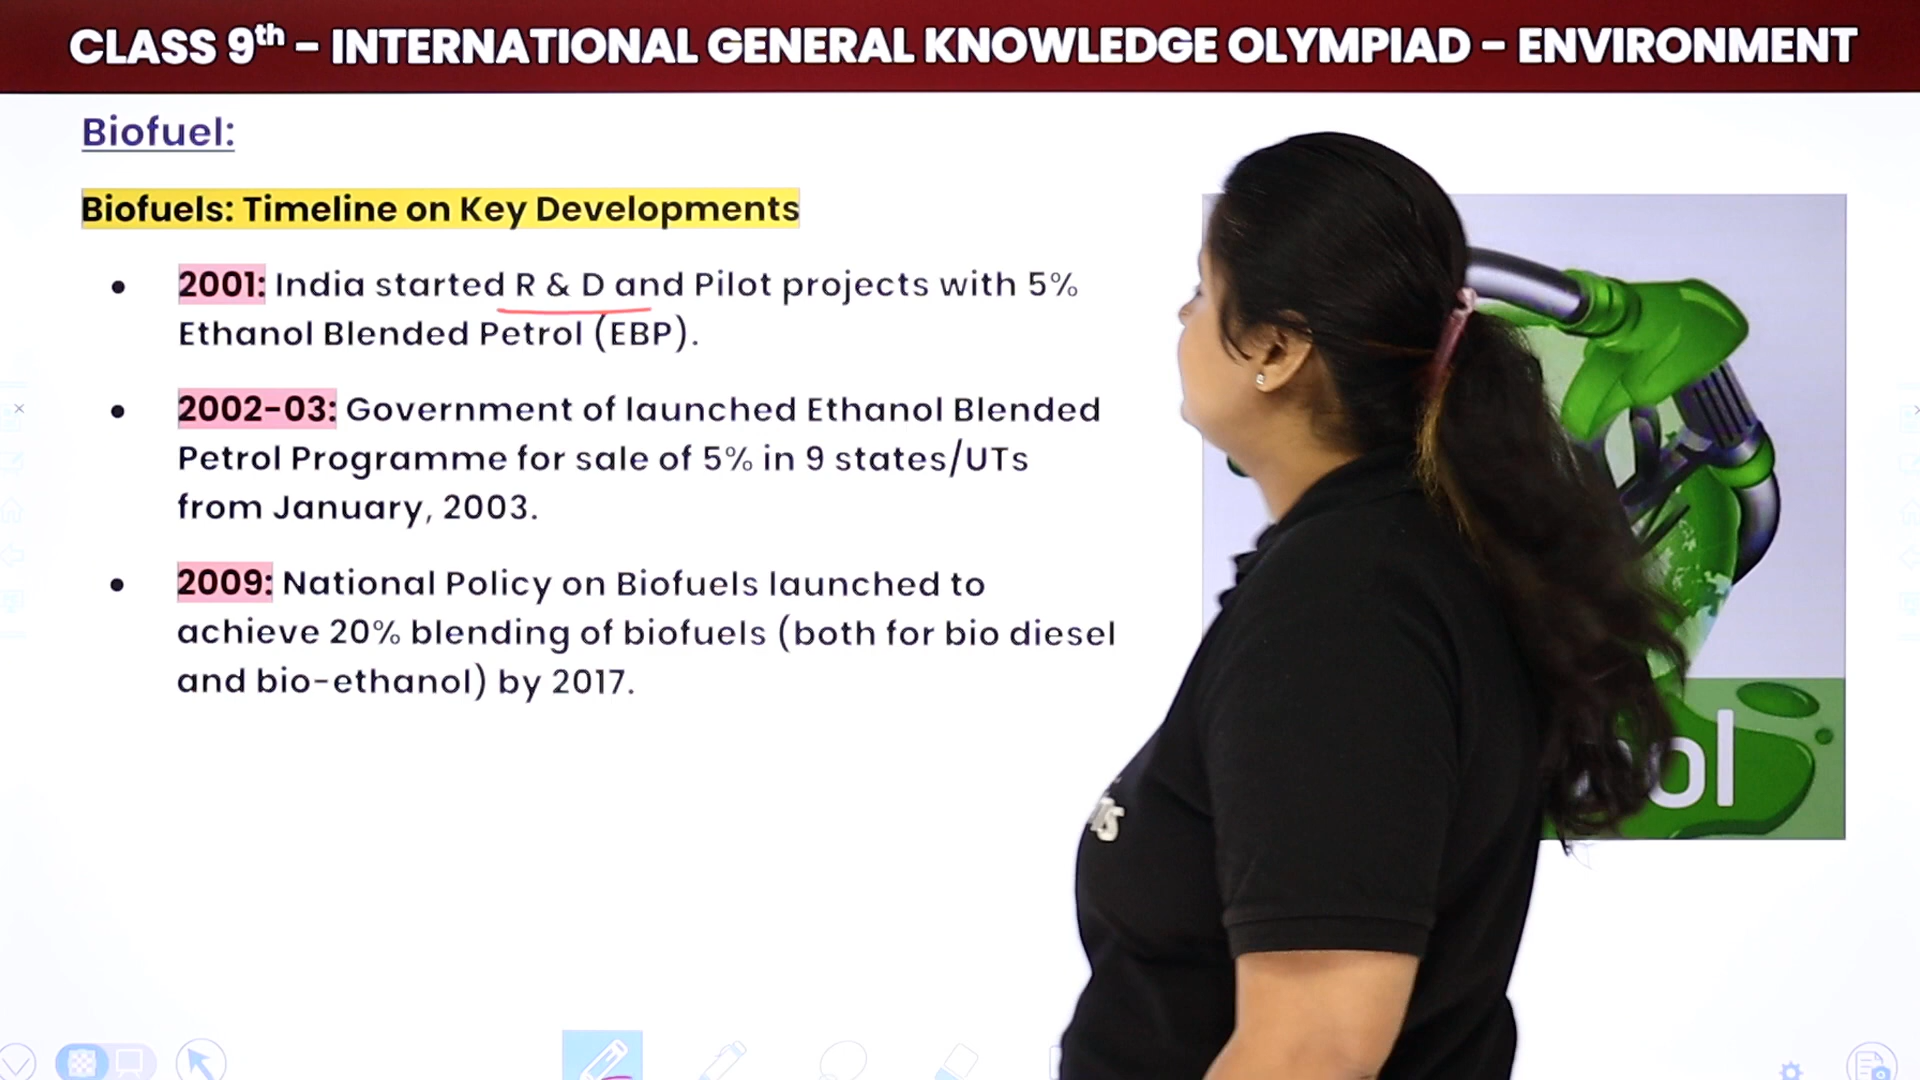 CLASS 9th - INTERNATIONAL GENERAL KNOWLEDGE OLYMPIAD - ENVIRONMENT
Biofuel:
Biofuels: Timeline on Key Developments
• 2001: India started R & D and Pilot projects with 5%
Ethanol Blended Petrol (EBP).
• 2002-03: Government of launched Ethanol Blended
Petrol Programme for sale of 5% in 9 states/UTs
from January, 2003.
• 2009: National Policy on Biofuels launched to
achieve 20% blending of biofuels (both for bio diesel
and bio-ethanol) by 2017.